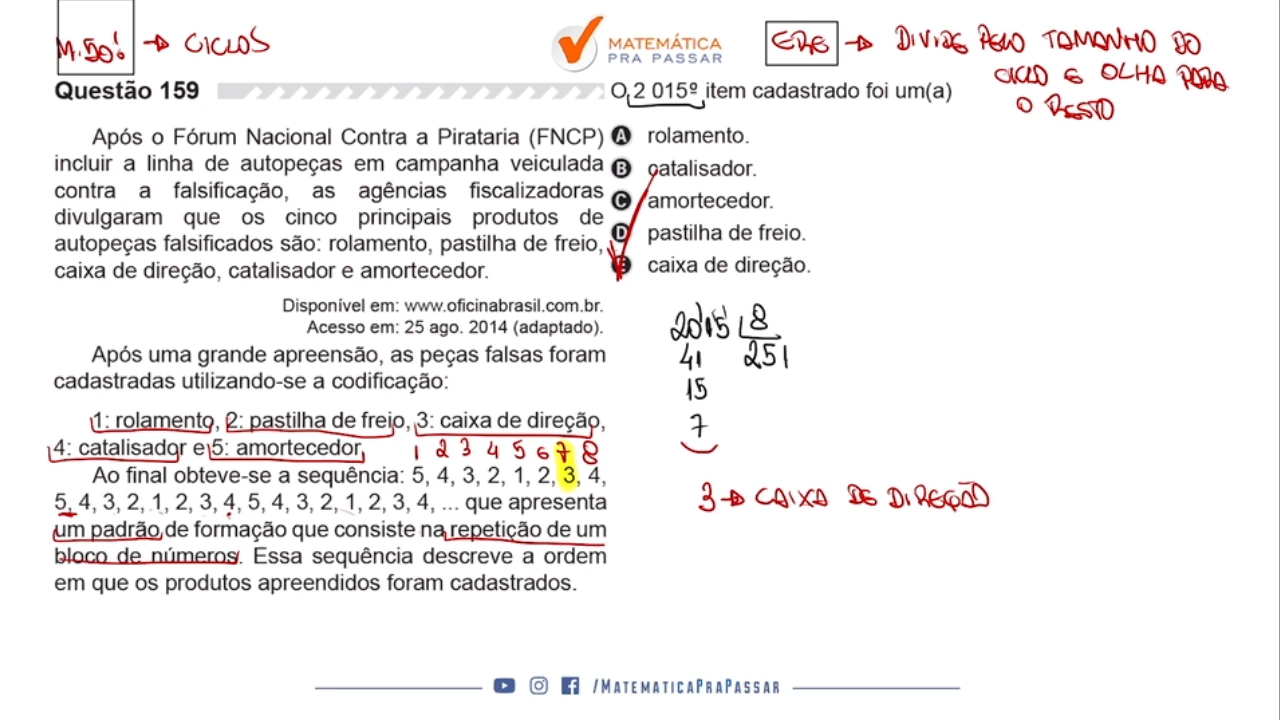 M.DO! → CICLOS
MATEMÁTICA
PRA PASSAR
→ DIVIDE PELO TAMANHO DO
CICLO E OLHA PARA
O RESTO
Questão 159
Após o Fórum Nacional Contra a Pirataria (FNCP)
incluir a linha de autopeças em campanha veiculada
contra a falsificação, as agências fiscalizadoras
divulgaram que os cinco principais produtos de
autopeças falsificados são: rolamento, pastilha de freio,
caixa de direção, catalisador e amortecedor.
Disponível em: www.oficinabrasil.com.br.
Acesso em: 25 ago. 2014 (adaptado).
Após uma grande apreensão, as peças falsas foram
cadastradas utilizando-se a codificação:
1: rolamento, 2: pastilha de freio, 3: caixa de direção,
4: catalisador e 5: amortecedor.
1 2 3 4 5 6 7 8
Ao final obteve-se a sequência: 5, 4, 3, 2, 1, 2, 3, 4,
5, 4, 3, 2, 1, 2, 3, 4, 5, 4, 3, 2, 1, 2, 3, 4, ... que apresenta
um padrão de formação que consiste na repetição de um
bloco de números. Essa sequência descreve a ordem
em que os produtos apreendidos foram cadastrados.
O 2 015º item cadastrado foi um(a)
A rolamento.
B catalisador.
C amortecedor.
D pastilha de freio.
E caixa de direção.
2015 8
41 251
15
7
3 → CAIXA DE DIREÇÃO
/MATEMATICAPRAPASSAR